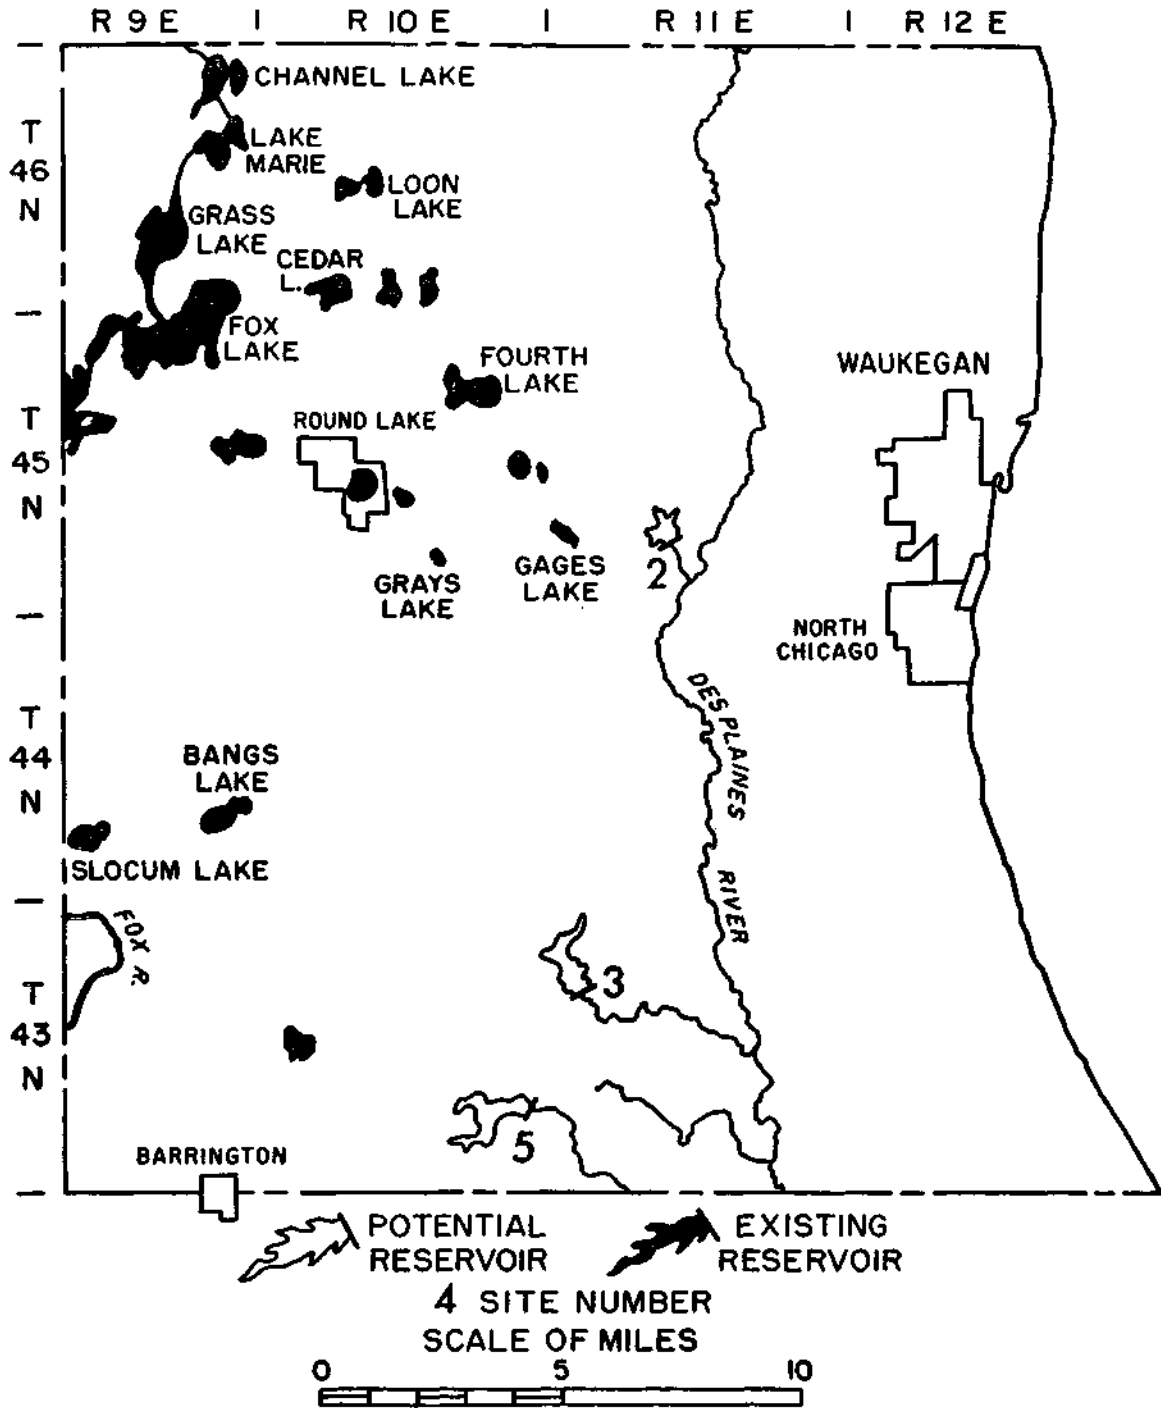 R 9 E I R 10 E I R 11 E I R 12 E
CHANNEL LAKE
T
46
N
LAKE
MARIE
LOON
LAKE
GRASS
LAKE
CEDAR
L.
FOX
LAKE
FOURTH
LAKE
WAUKEGAN
T
45
N
ROUND LAKE
GRAYS
LAKE
GAGES
LAKE
2
NORTH
CHICAGO
DES PLAINES
RIVER
T
44
N
BANGS
LAKE
SLOCUM LAKE
FOX R.
T
43
N
3
5
BARRINGTON
POTENTIAL
RESERVOIR
EXISTING
RESERVOIR
4 SITE NUMBER
SCALE OF MILES
0 5 10